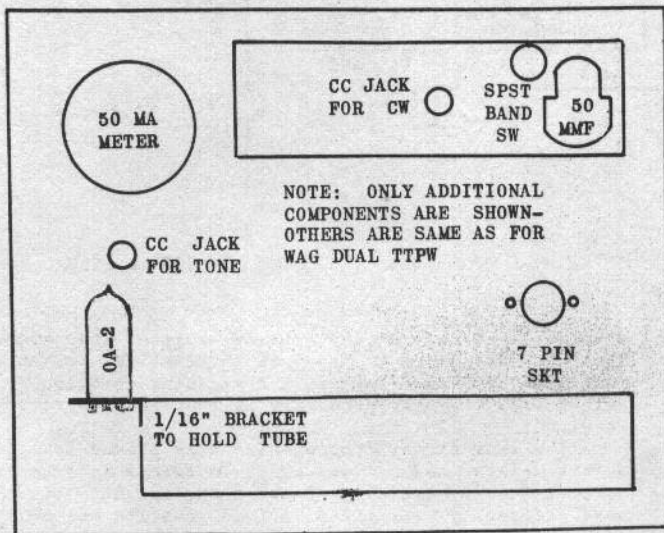 50 MA
METER
CC JACK
FOR CW
SPST
BAND
SW
50
MMF
NOTE: ONLY ADDITIONAL
COMPONENTS ARE SHOWN-
OTHERS ARE SAME AS FOR
WAG DUAL TTPW
CC JACK
FOR TONE
OA-2
7 PIN
SKT
1/16" BRACKET
TO HOLD TUBE